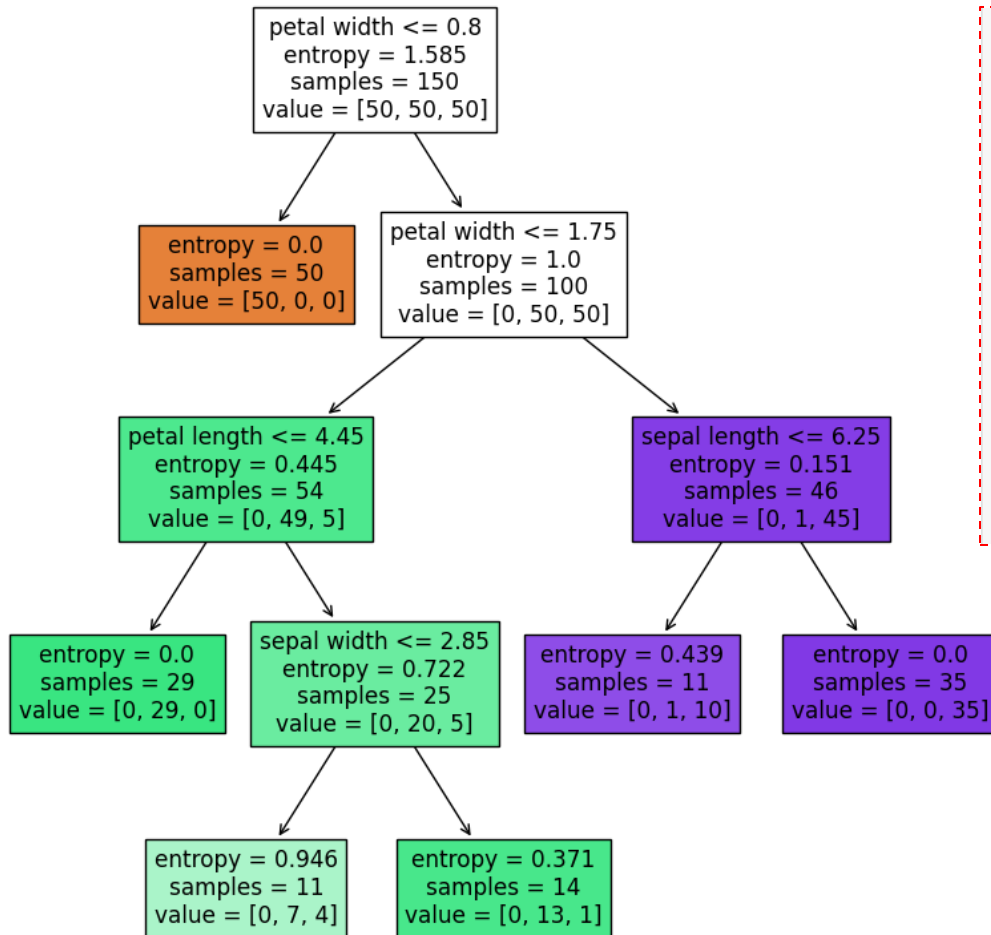 petal width <= 0.8
entropy = 1.585
samples = 150
value = [50, 50, 50]
entropy = 0.0
samples = 50
value = [50, 0, 0]
petal width <= 1.75
entropy = 1.0
samples = 100
value = [0, 50, 50]
petal length <= 4.45
entropy = 0.445
samples = 54
value = [0, 49, 5]
sepal length <= 6.25
entropy = 0.151
samples = 46
value = [0, 1, 45]
entropy = 0.0
samples = 29
value = [0, 29, 0]
sepal width <= 2.85
entropy = 0.722
samples = 25
value = [0, 20, 5]
entropy = 0.439
samples = 11
value = [0, 1, 10]
entropy = 0.0
samples = 35
value = [0, 0, 35]
entropy = 0.946
samples = 11
value = [0, 7, 4]
entropy = 0.371
samples = 14
value = [0, 13, 1]